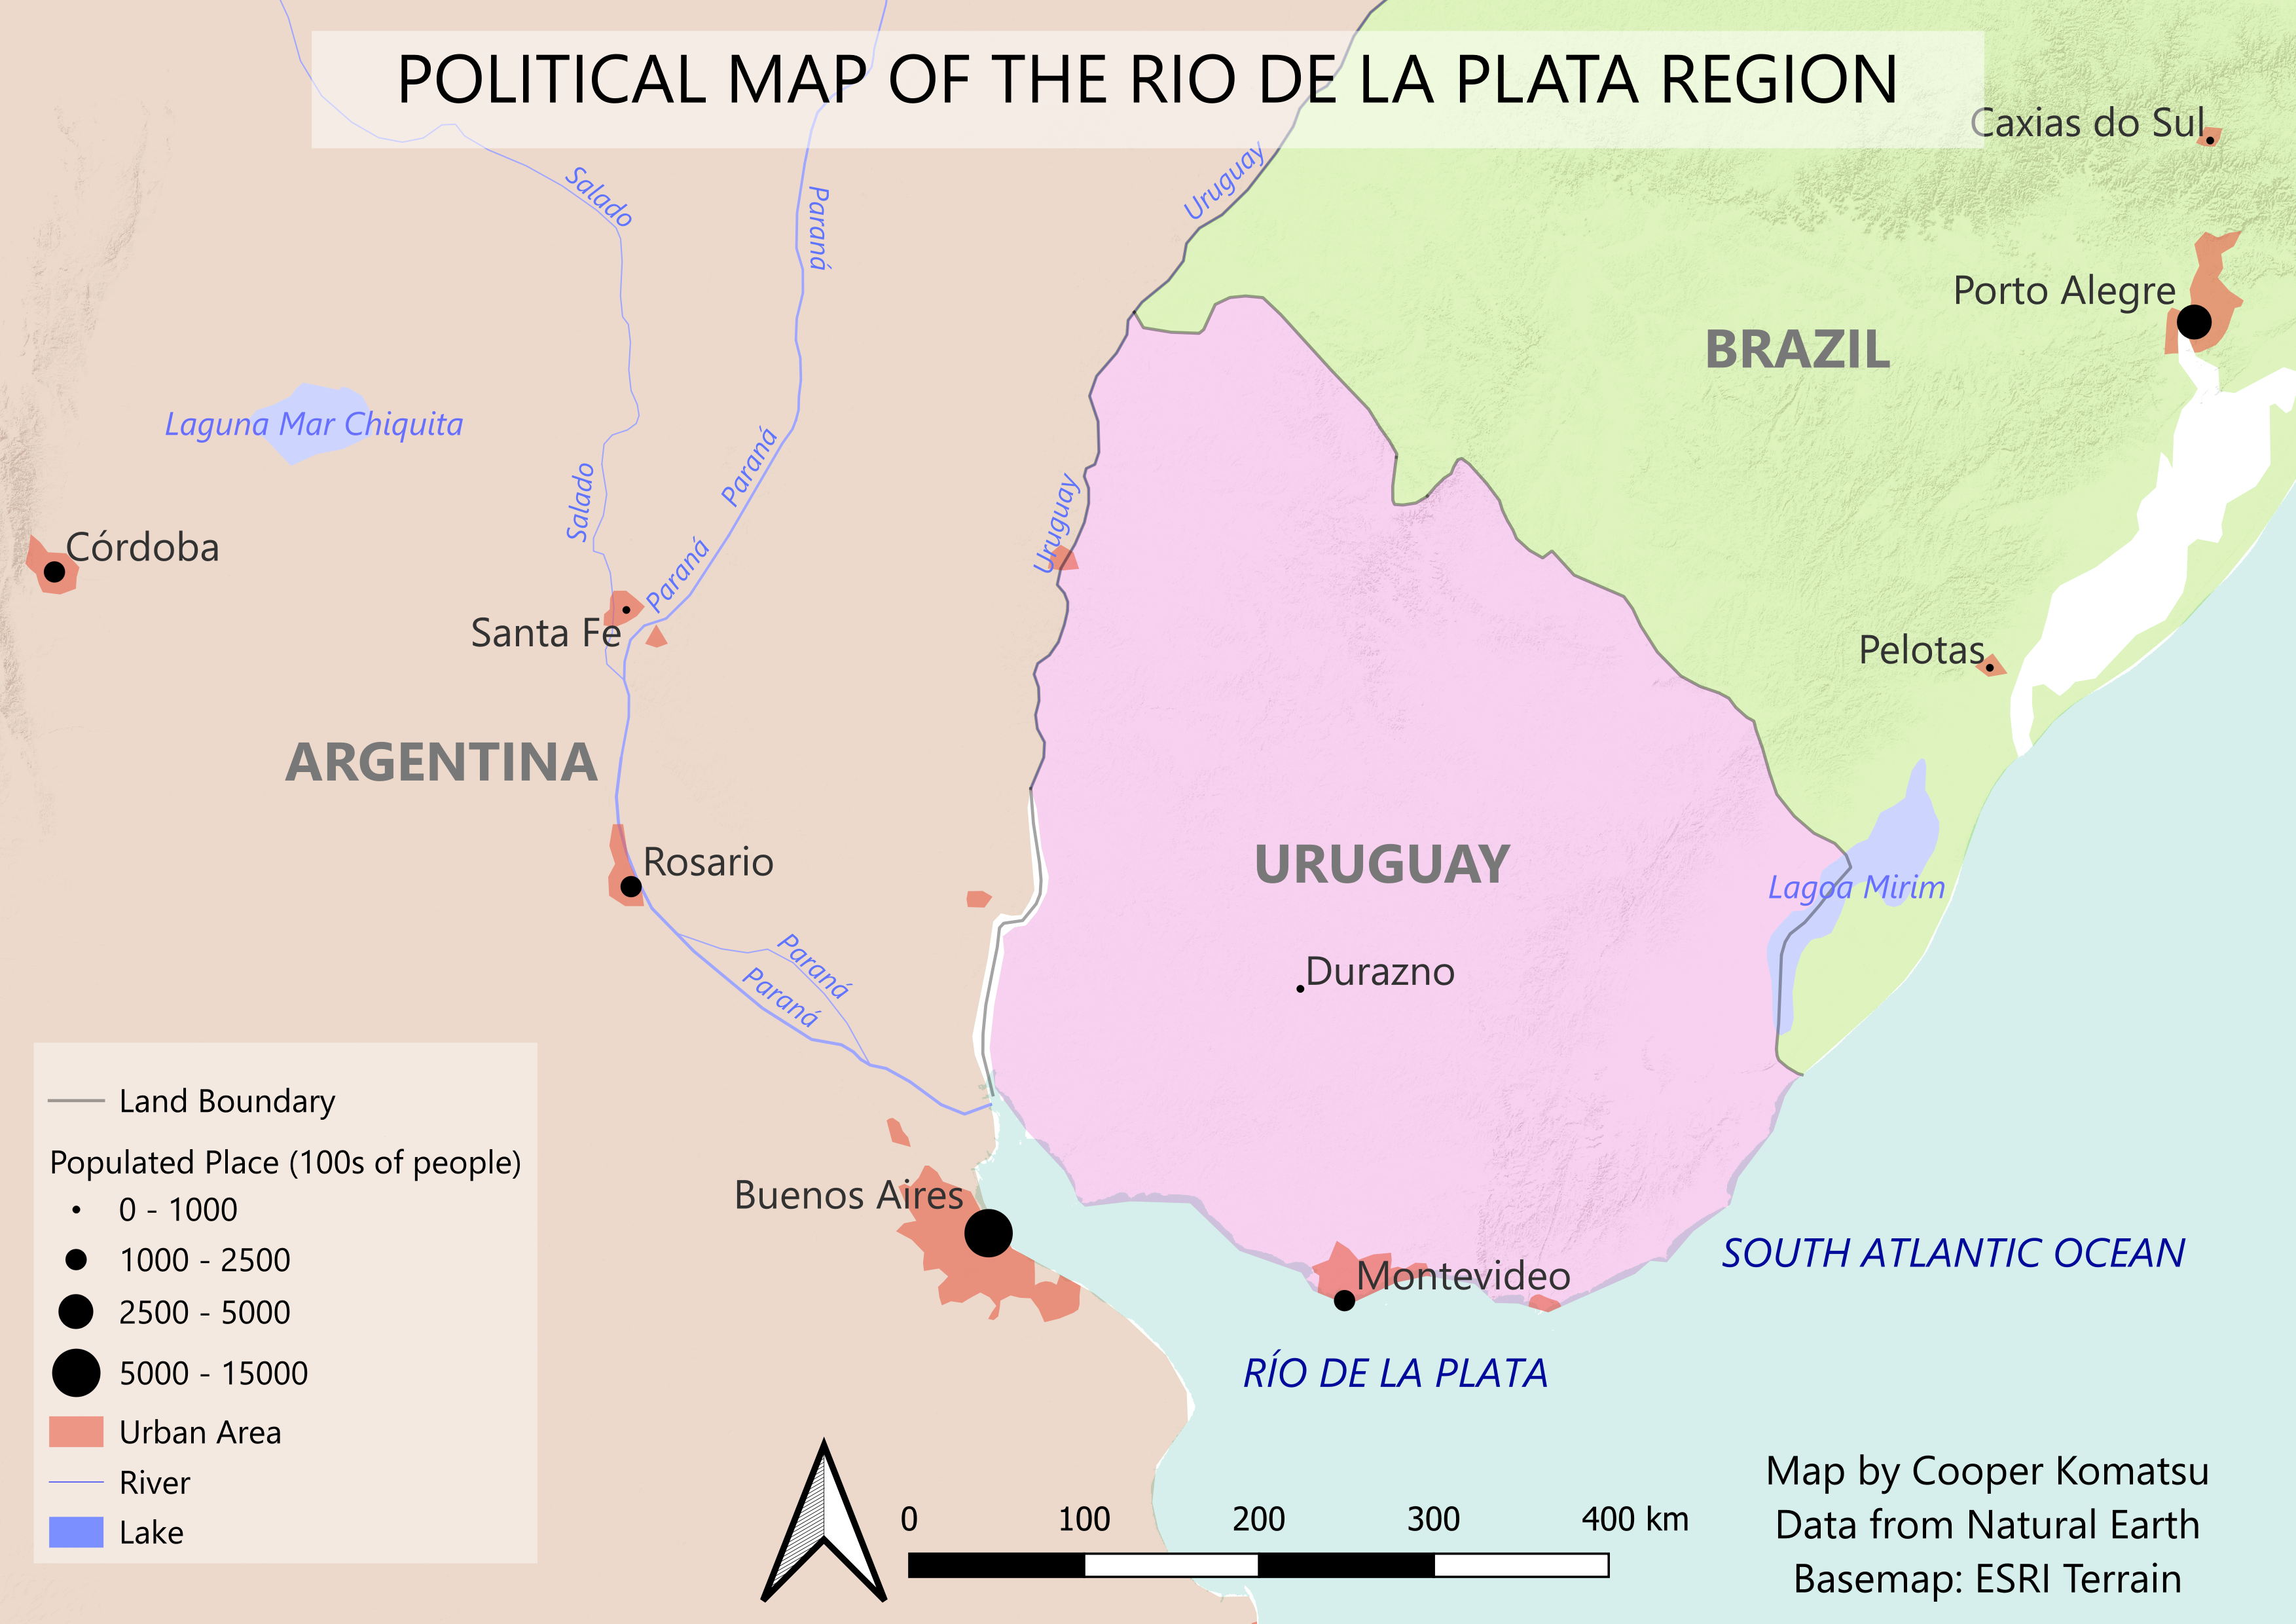 POLITICAL MAP OF THE RIO DE LA PLATA REGION
Caxias do Sul
Uruguay
Salado
Paraná
Porto Alegre
BRAZIL
Laguna Mar Chiquita
Paraná
Salado
Uruguay
Córdoba
Paraná
Santa Fe
Pelotas
ARGENTINA
Rosario
URUGUAY
Lagoa Mirim
Durazno
Paraná
Paraná
Buenos Aires
Montevideo
SOUTH ATLANTIC OCEAN
RÍO DE LA PLATA
Land Boundary
Populated Place (100s of people)
0 - 1000
1000 - 2500
2500 - 5000
5000 - 15000
Urban Area
River
Lake
0 100 200 300 400 km
Map by Cooper Komatsu
Data from Natural Earth
Basemap: ESRI Terrain